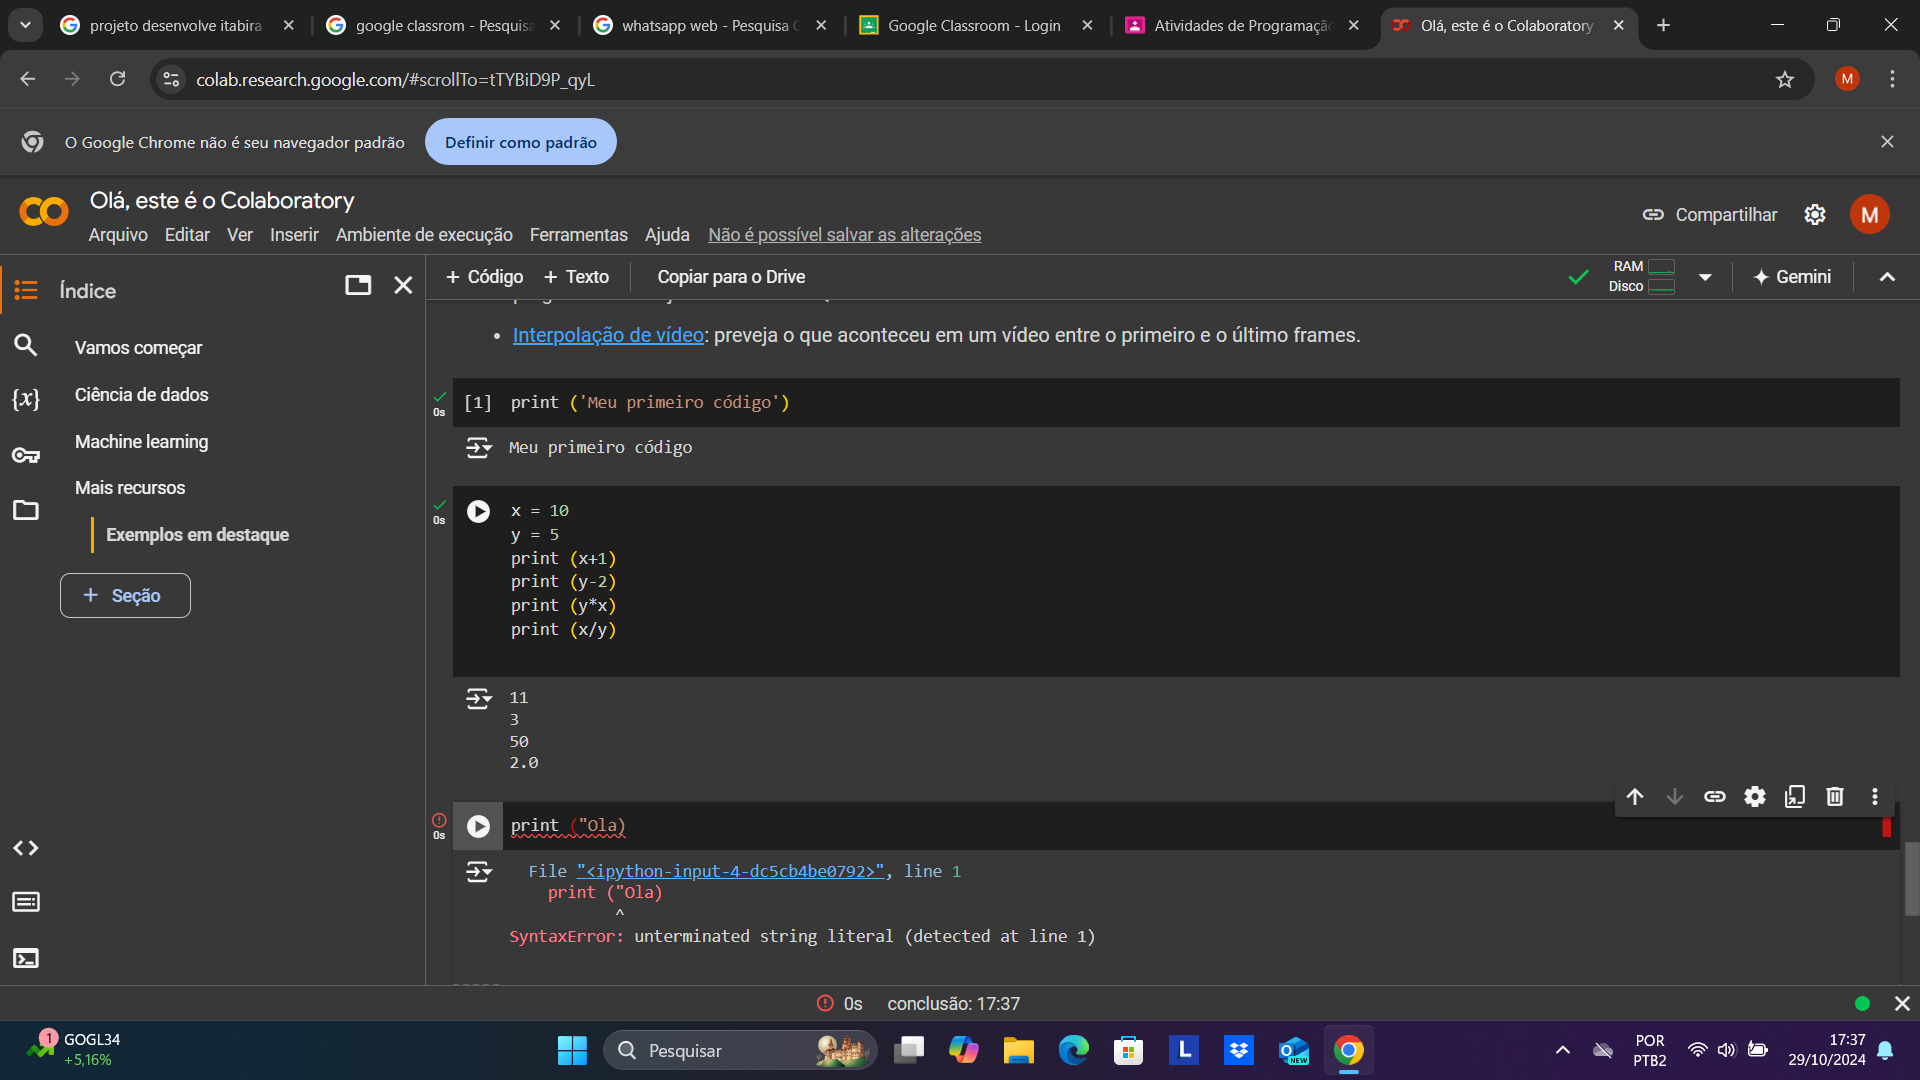 projeto desenvolve itabira
google classrom - Pesquisa
whatsapp web - Pesquisa G
Google Classroom - Login
Atividades de Programação
Olá, este é o Colaboratory
colab.research.google.com/#scrollTo=tTYBiD9P_qyL
M
O Google Chrome não é seu navegador padrão
Definir como padrão
Olá, este é o Colaboratory
Arquivo Editar Ver Inserir Ambiente de execução Ferramentas Ajuda Não é possível salvar as alterações
Compartilhar
M
Índice
+ Código + Texto Copiar para o Drive
RAM
Disco
Gemini
Vamos começar
Ciência de dados
Machine learning
Mais recursos
Exemplos em destaque
+ Seção
{x}
• Interpolação de vídeo: preveja o que aconteceu em um vídeo entre o primeiro e o último frames.
0s
[1] print ('Meu primeiro código')
Meu primeiro código
0s
x = 10
y = 5
print (x+1)
print (y-2)
print (y*x)
print (x/y)
11
3
50
2.0
0s
print ("Ola)
File "<ipython-input-4-dc5cb4be0792>", line 1
print ("Ola)
^
SyntaxError: unterminated string literal (detected at line 1)
0s conclusão: 17:37
1
GOGL34
+5,16%
Pesquisar
L
NEW
POR
PTB2
17:37
29/10/2024